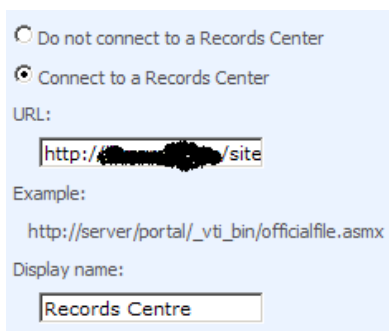 Do not connect to a Records Center
Connect to a Records Center
URL:
http:// /site
Example:
http://server/portal/_vti_bin/officialfile.asmx
Display name:
Records Centre